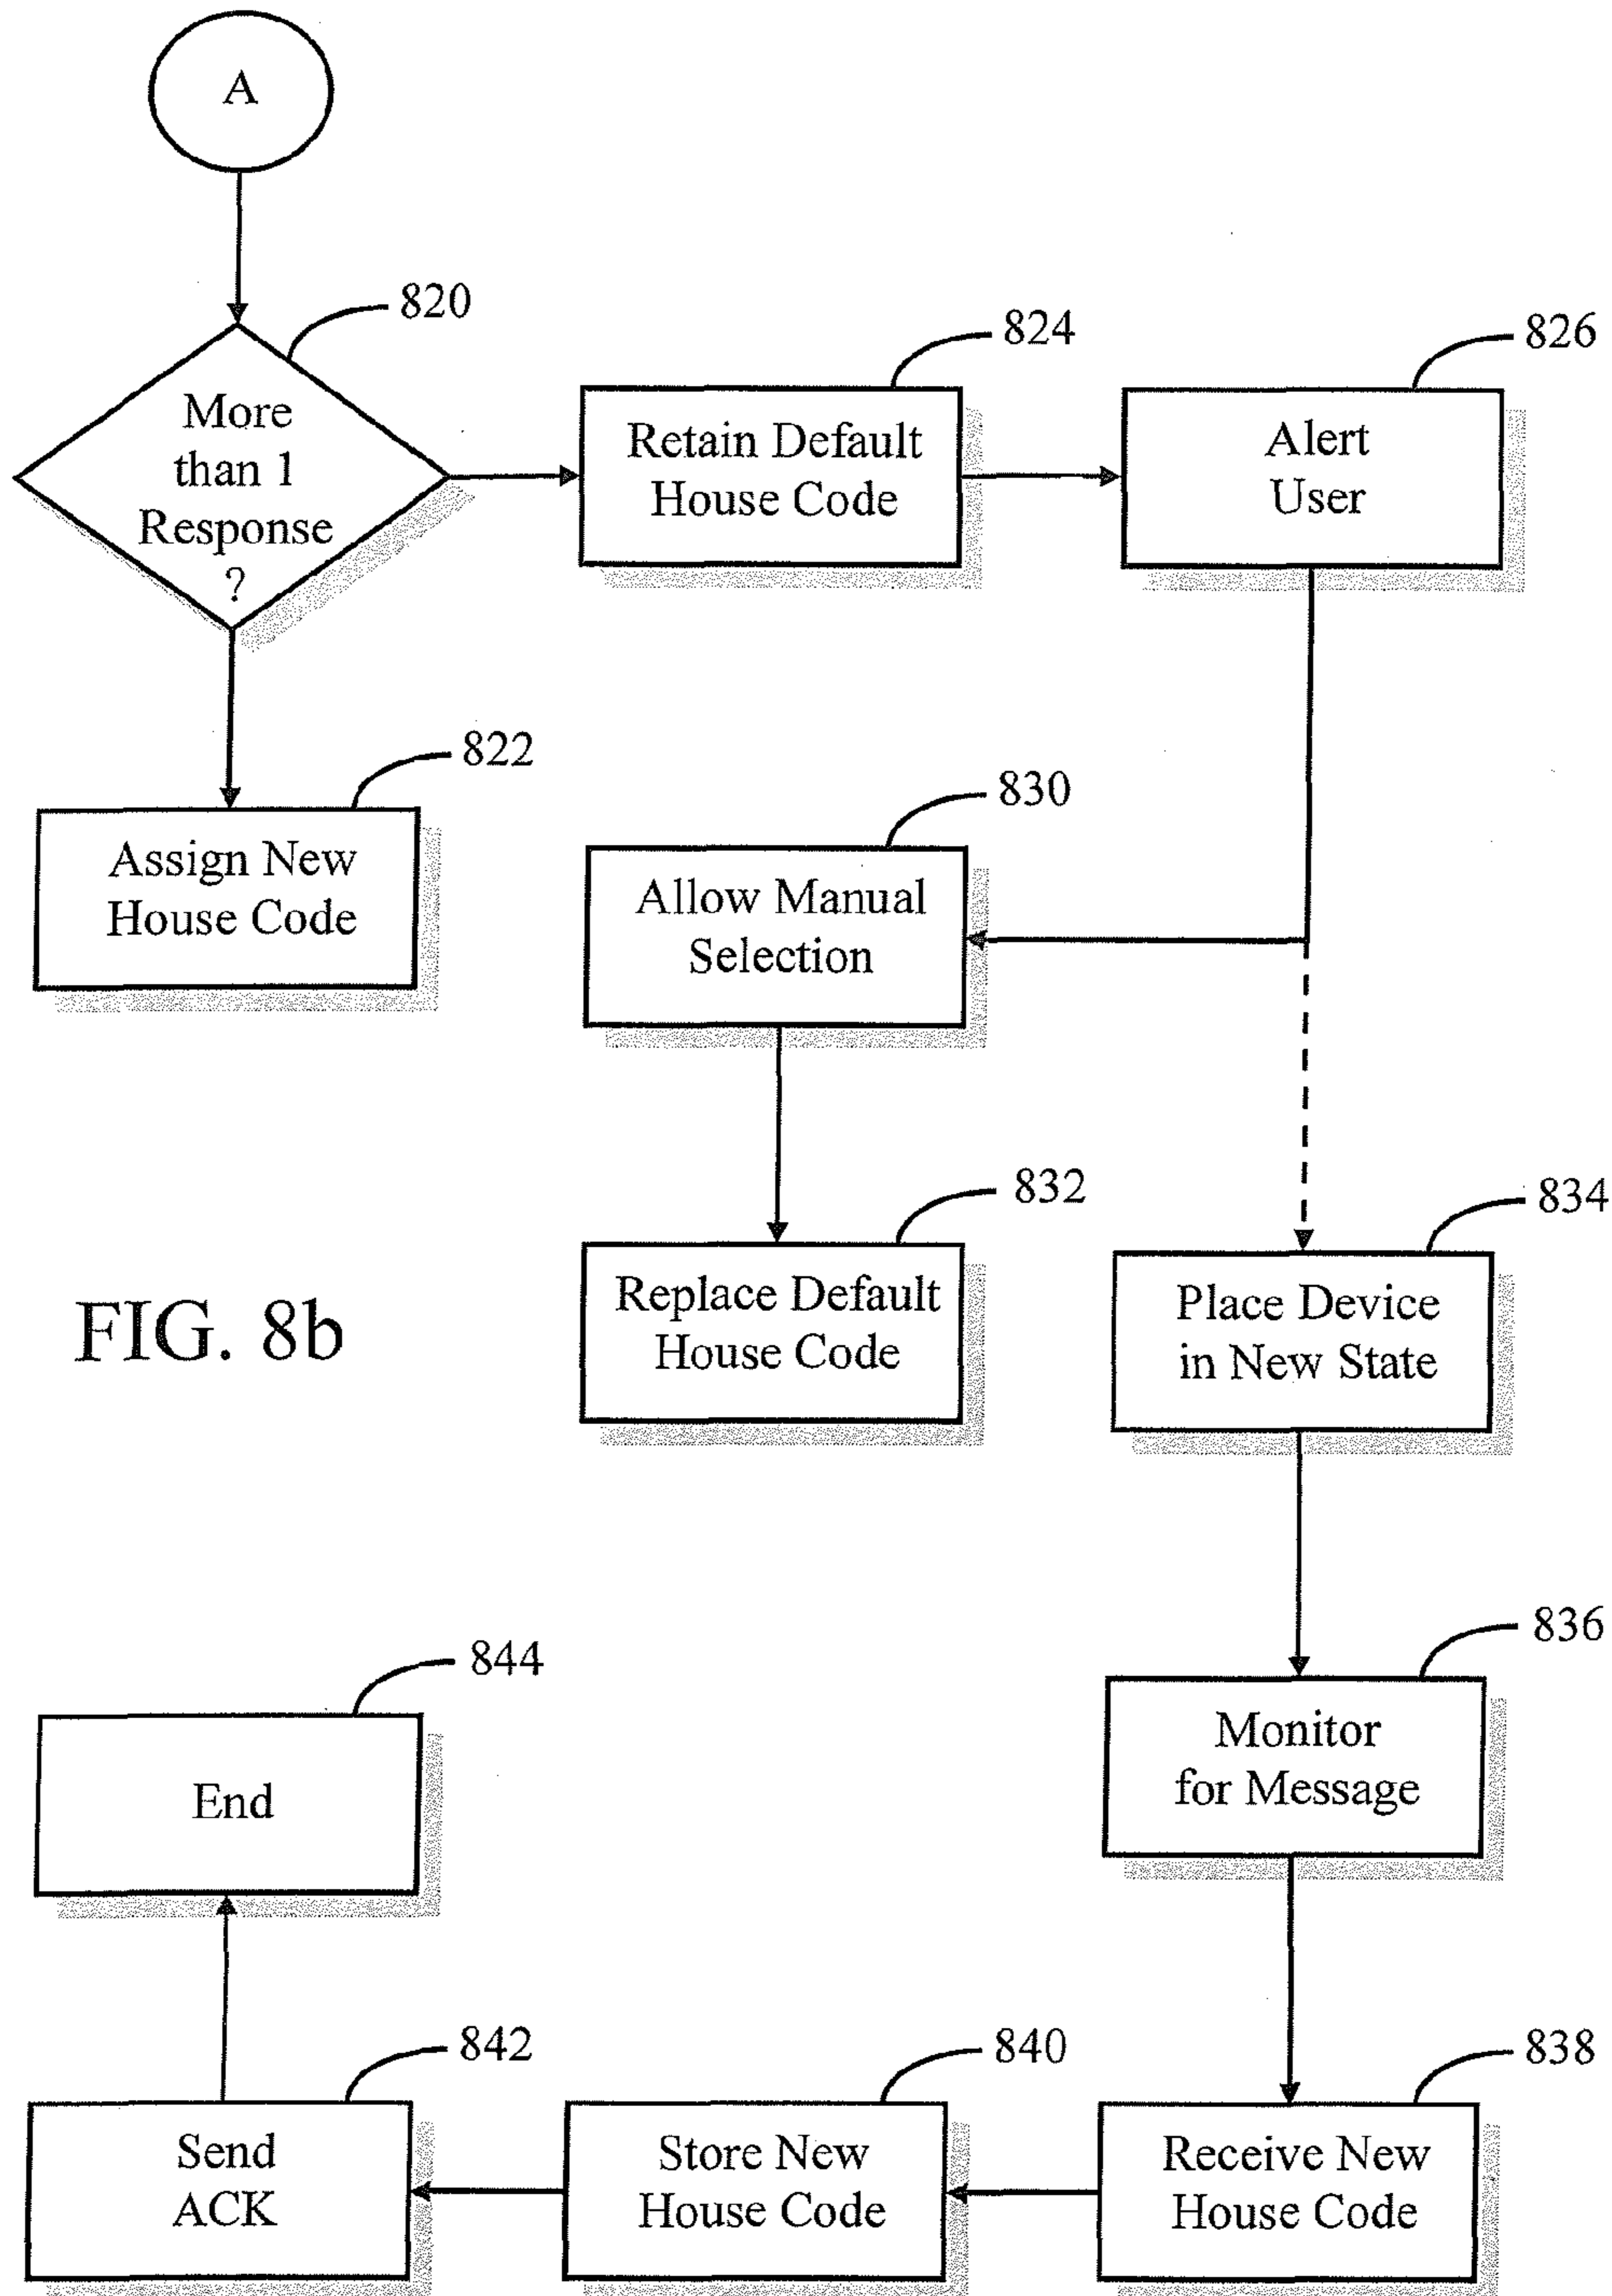 A
820
More
than 1
Response
?
824
Retain Default
House Code
826
Alert
User
822
Assign New
House Code
830
Allow Manual
Selection
832
Replace Default
House Code
834
Place Device
in New State
FIG. 8b
836
Monitor
for Message
844
End
842
Send
ACK
840
Store New
House Code
838
Receive New
House Code